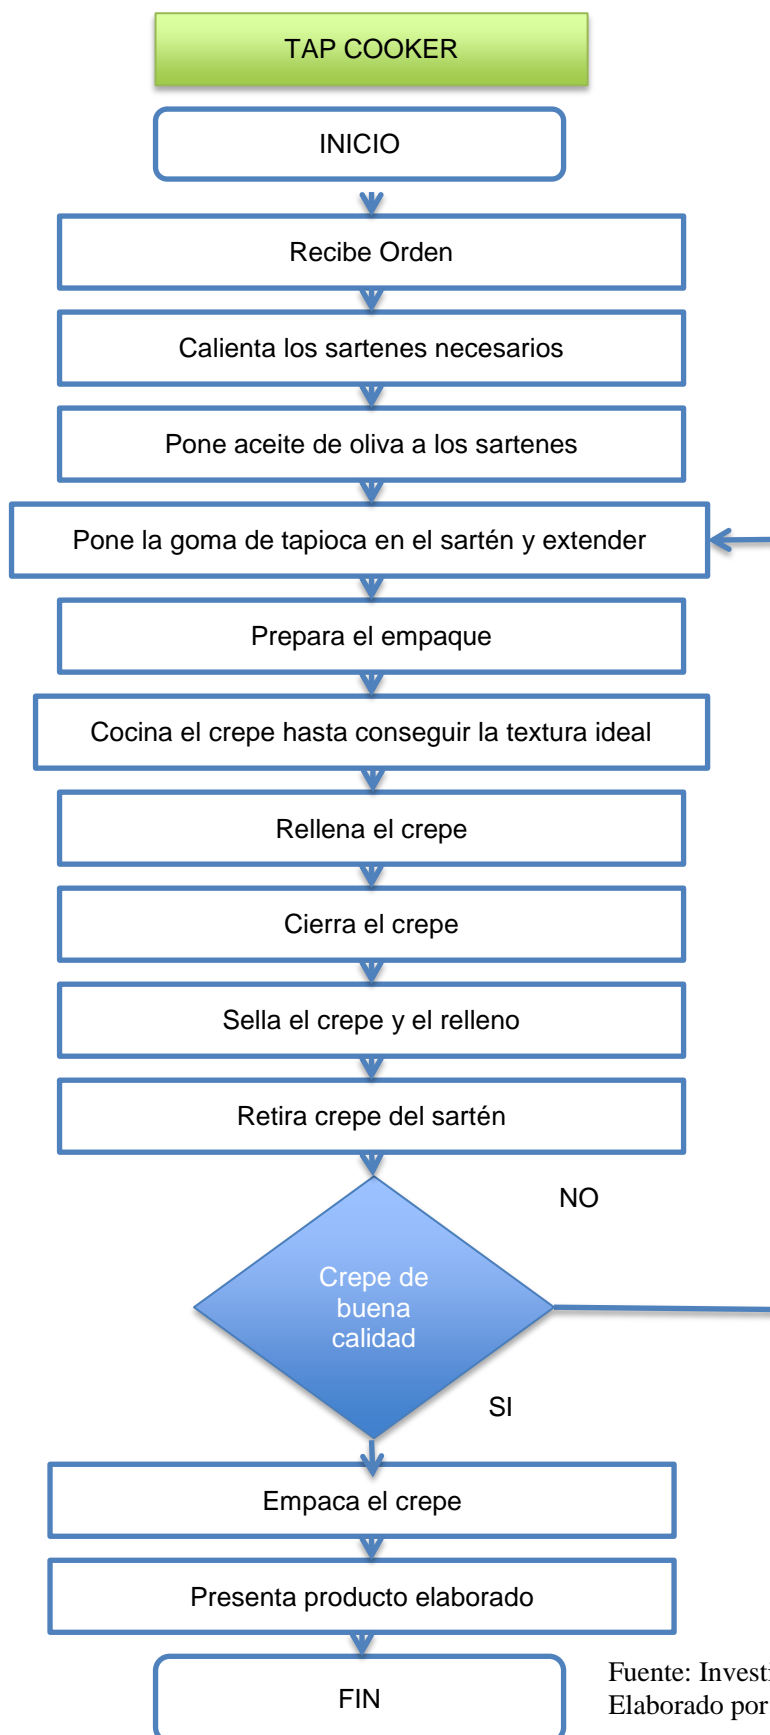 TAP COOKER
INICIO
Recibe Orden
Calienta los sartenes necesarios
Pone aceite de oliva a los sartenes
Pone la goma de tapioca en el sartén y extender
Prepara el empaque
Cocina el crepe hasta conseguir la textura ideal
Rellena el crepe
Cierra el crepe
Sella el crepe y el relleno
Retira crepe del sartén
NO
Crepe de
buena
calidad
SI
Empaca el crepe
Presenta producto elaborado
FIN
Fuente:
Elaborado por